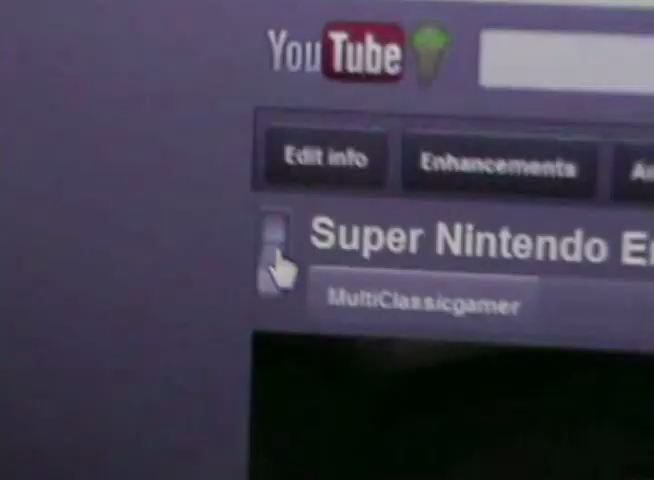 YouTube
Edit info
Enhancements
Super Nintendo
MultiClassicgamer